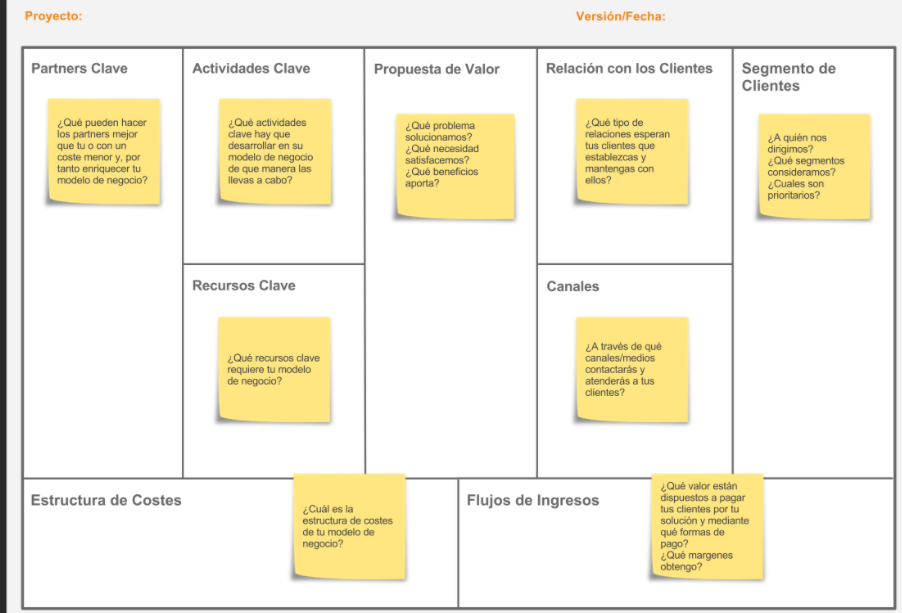 Proyecto:
Versión/Fecha:
Partners Clave
¿Qué pueden hacer
los partners mejor
que tu o con un
coste menor y, por
tanto enriquecer tu
modelo de negocio?
Actividades Clave
¿Qué actividades
clave hay que
desarrollar en su
modelo de negocio
de que manera las
llevas a cabo?
Recursos Clave
¿Qué recursos clave
requiere tu modelo
de negocio?
Propuesta de Valor
¿Qué problema
solucionamos?
¿Qué necesidad
satisfacemos?
¿Qué beneficios
aporta?
Relación con los Clientes
¿Qué tipo de
relaciones esperan
tus clientes que
establezcas y
mantengas con
ellos?
Canales
¿A través de qué
canales/medios
contactarás y
atenderás a tus
clientes?
Segmento de
Clientes
¿A quién nos
dirigimos?
¿Qué segmentos
consideramos?
¿Cuales son
prioritarios?
Estructura de Costes
¿Cuál es la
estructura de costes
de tu modelo de
negocio?
Flujos de Ingresos
¿Qué valor están
dispuestos a pagar
tus clientes por tu
solución y mediante
qué formas de
pago?
¿Qué margenes
obtengo?